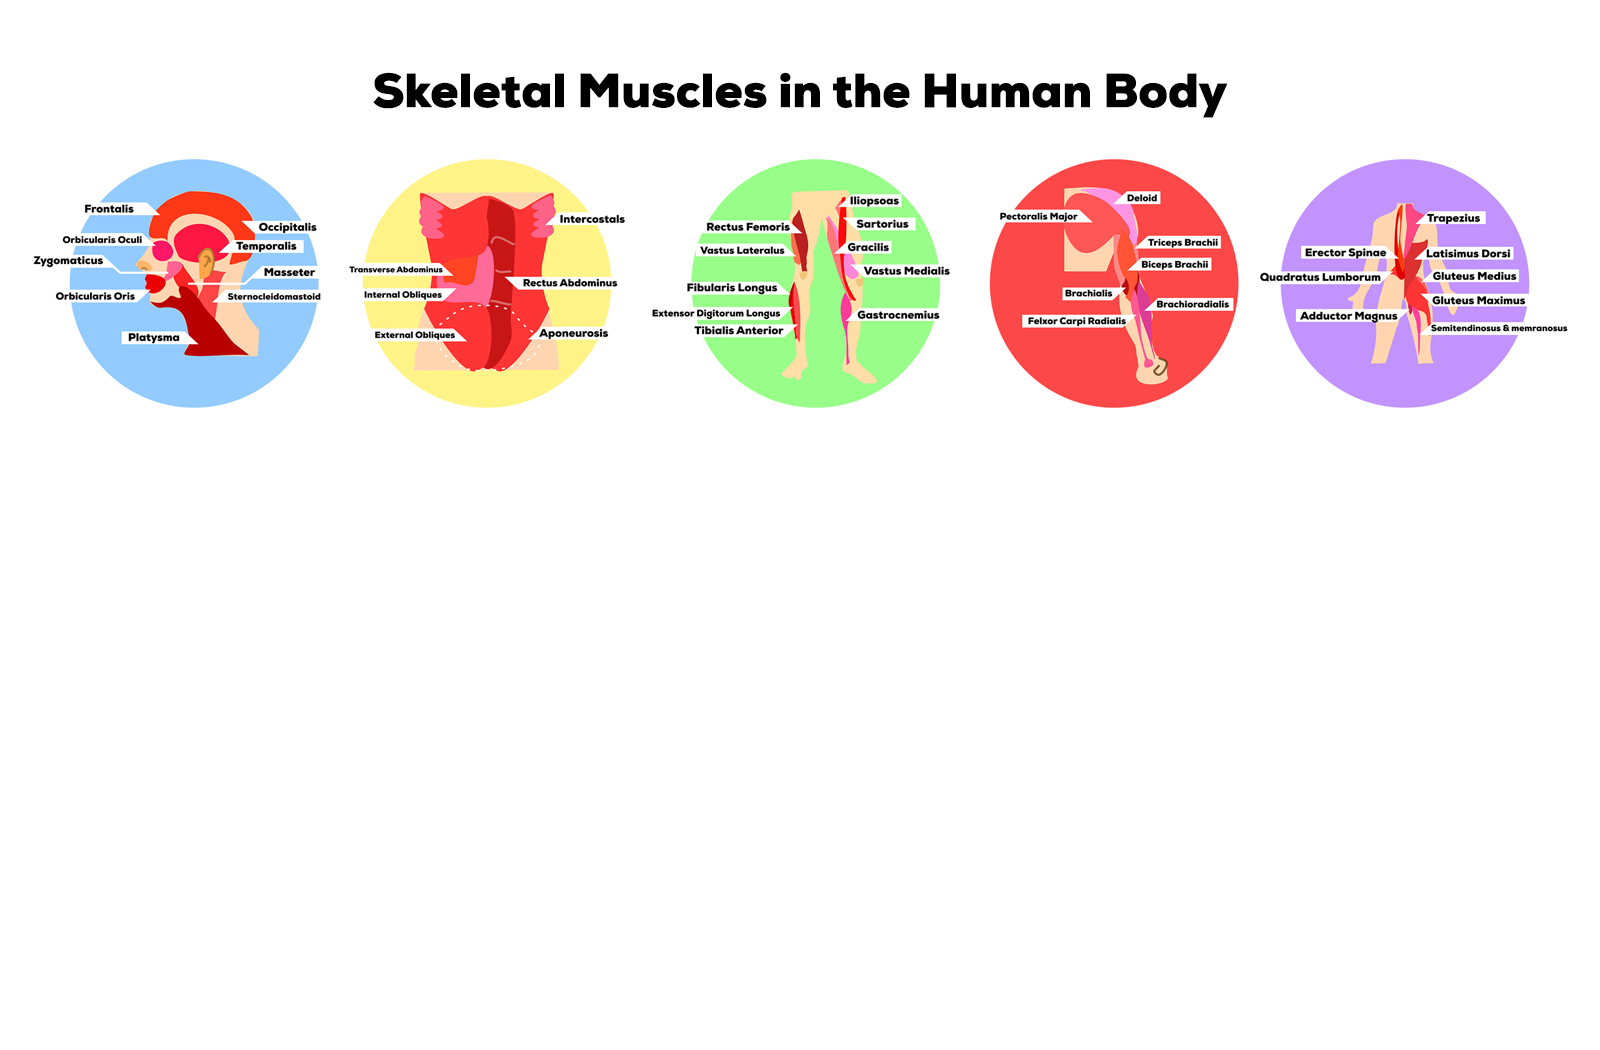 Skeletal Muscles in the Human Body
Frontalis
Occipitalis
Orbicularis Oculi
Temporalis
Zygomaticus
Masseter
Orbicularis Oris
Sternocleidomastoid
Platysma
Intercostals
Transverse Abdominus
Rectus Abdominus
Internal Obliques
External Obliques
Aponeurosis
Iliopsoas
Rectus Femoris
Sartorius
Vastus Lateralus
Gracilis
Vastus Medialis
Fibularis Longus
Extensor Digitorum Longus
Gastrocnemius
Tibialis Anterior
Deloid
Pectoralis Major
Triceps Brachii
Biceps Brachii
Brachialis
Brachioradialis
Felxor Carpi Radialis
Trapezius
Erector Spinae
Latisimus Dorsi
Quadratus Lumborum
Gluteus Medius
Gluteus Maximus
Adductor Magnus
Semitendinosus & memranosus